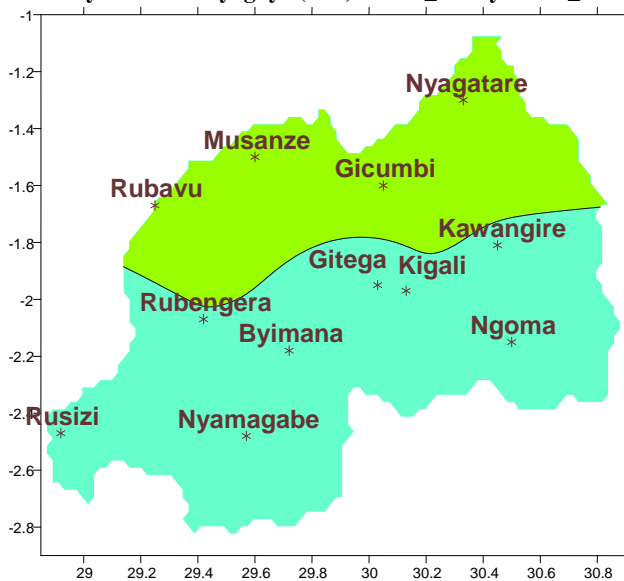 -1
-1.2
Nyagatare
-1.4
Musanze
Gicumbi
-1.6
Rubavu
Kawangire
-1.8
Gitega
Kigali
-2
Rubengera
Byimana
Ngoma
-2.2
-2.4
Rusizi
Nyamagabe
-2.6
-2.8
29 29.2 29.4 29.6 29.8 30 30.2 30.4 30.6 30.8